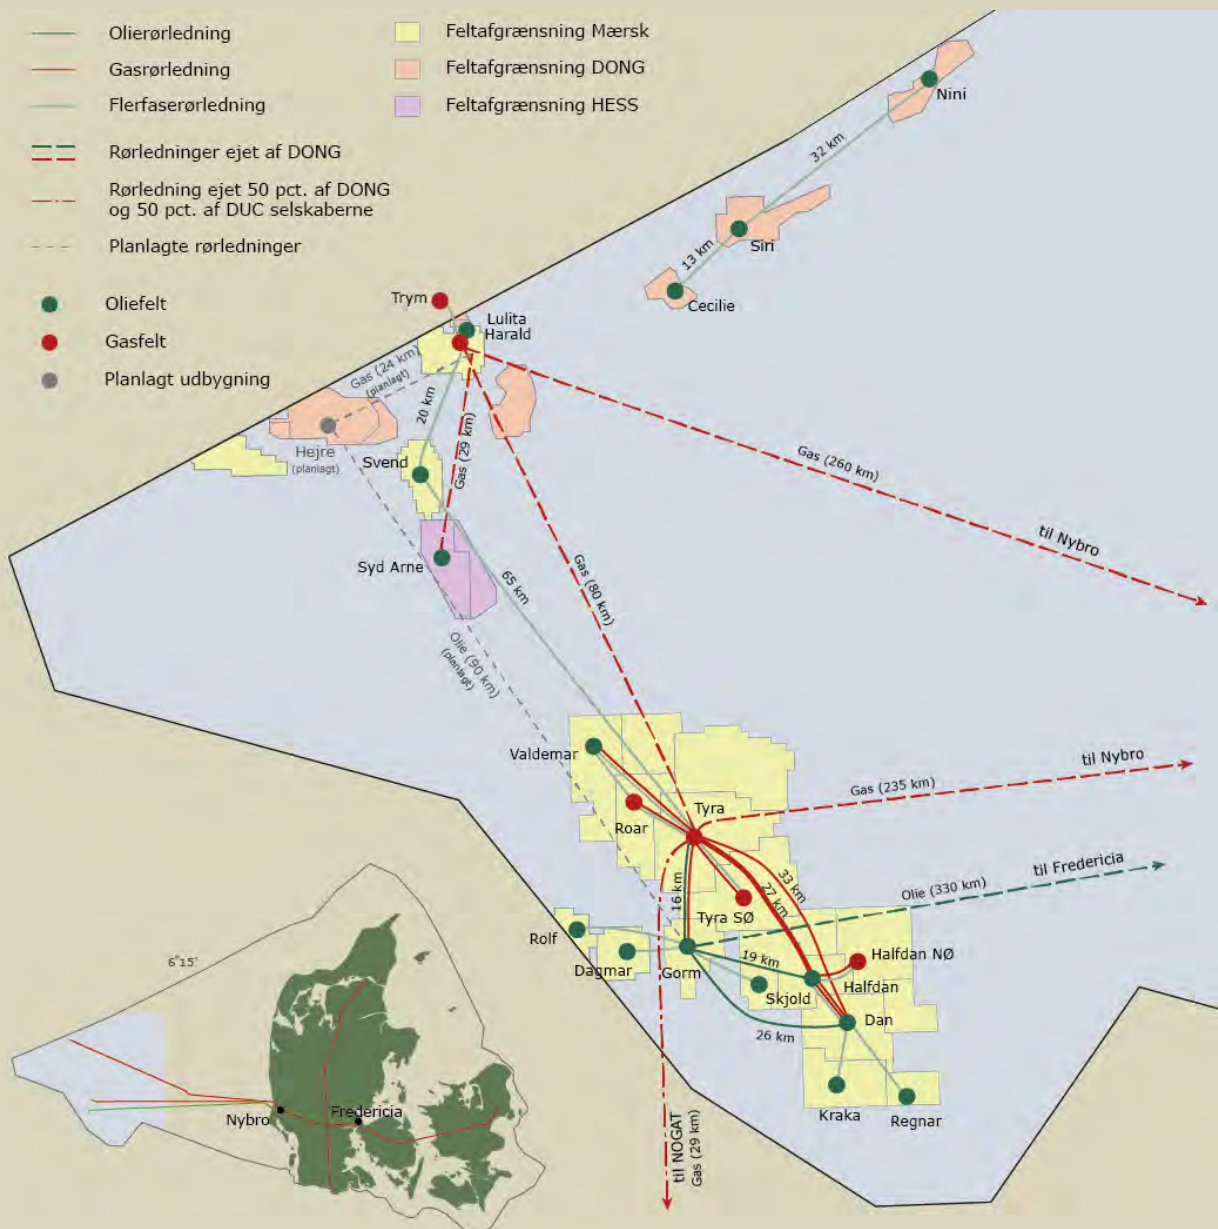 Olierørledning
Gasrørledning
Flerfaserørledning
Rørledninger ejet af DONG
Rørledning ejet 50 pct. af DONG
og 50 pct. af DUC selskaberne
Planlagte rørledninger
Oliefelt
Gasfelt
Planlagt udbygning
Feltafgrænsning Mærsk
Feltafgrænsning DONG
Feltafgrænsning HESS
Nini
32 km
Siri
13 km
Cecilie
Trym
Lulita
Harald
Gas (24 km)
(planlagt)
20 km
Gas (29 km)
Hejre
(planlagt)
Svend
Gas (260 km)
til Nybro
Syd Arne
65 km
Gas (80 km)
Olie (90 km)
(planlagt)
Valdemar
til Nybro
Gas (235 km)
Tyra
Roar
til Fredericia
Olie (330 km)
33 km
27 km
16 km
Tyra SØ
Rolf
Dagmar
Gorm
19 km
Halfdan NØ
Halfdan
Skjold
Dan
26 km
Kraka
Regnar
til NOGAT
Gas (29 km)
6°15'
Nybro
Fredericia